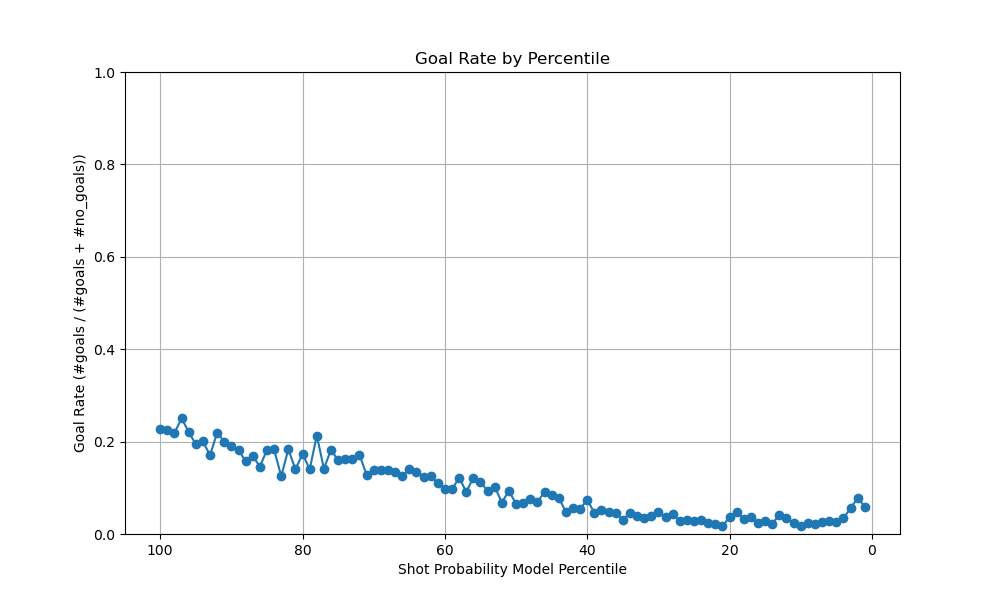 Goal Rate by Percentile
Goal Rate (#goals / (#goals + #no_goals))
1.0
0.8
0.6
0.4
0.2
0.0
100 80 60 40 20 0
Shot Probability Model Percentile